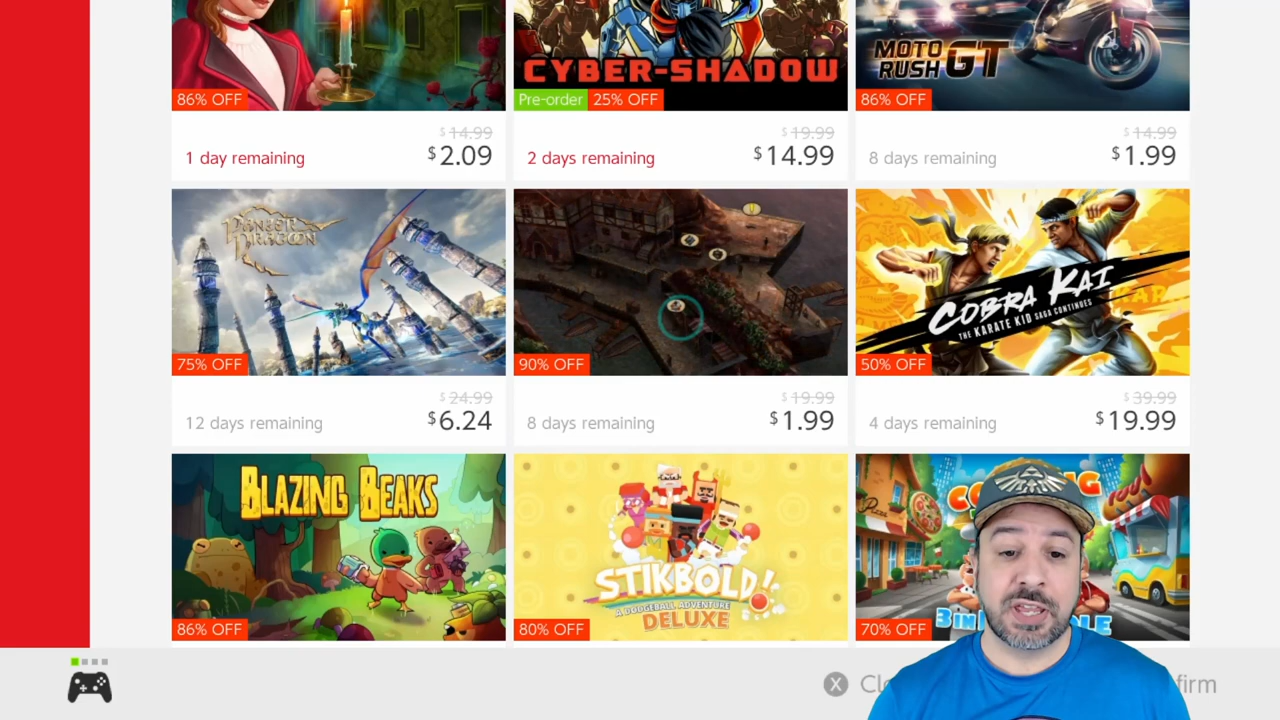 86% OFF
$14.99
1 day remaining
$2.09
CYBER-SHADOW
Pre-order 25% OFF
$19.99
2 days remaining
$14.99
MOTO
RUSH GT
86% OFF
$14.99
8 days remaining
$1.99
PANZER
DRAGOON
75% OFF
$24.99
12 days remaining
$6.24
90% OFF
$19.99
8 days remaining
$1.99
COBRA KAI
THE KARATE KID SAGA CONTINUES
50% OFF
$39.99
4 days remaining
$19.99
BLAZING BEAKS
86% OFF
STIKBOLD!
A DODGEBALL ADVENTURE
DELUXE
80% OFF
Pizza
70% OFF
X